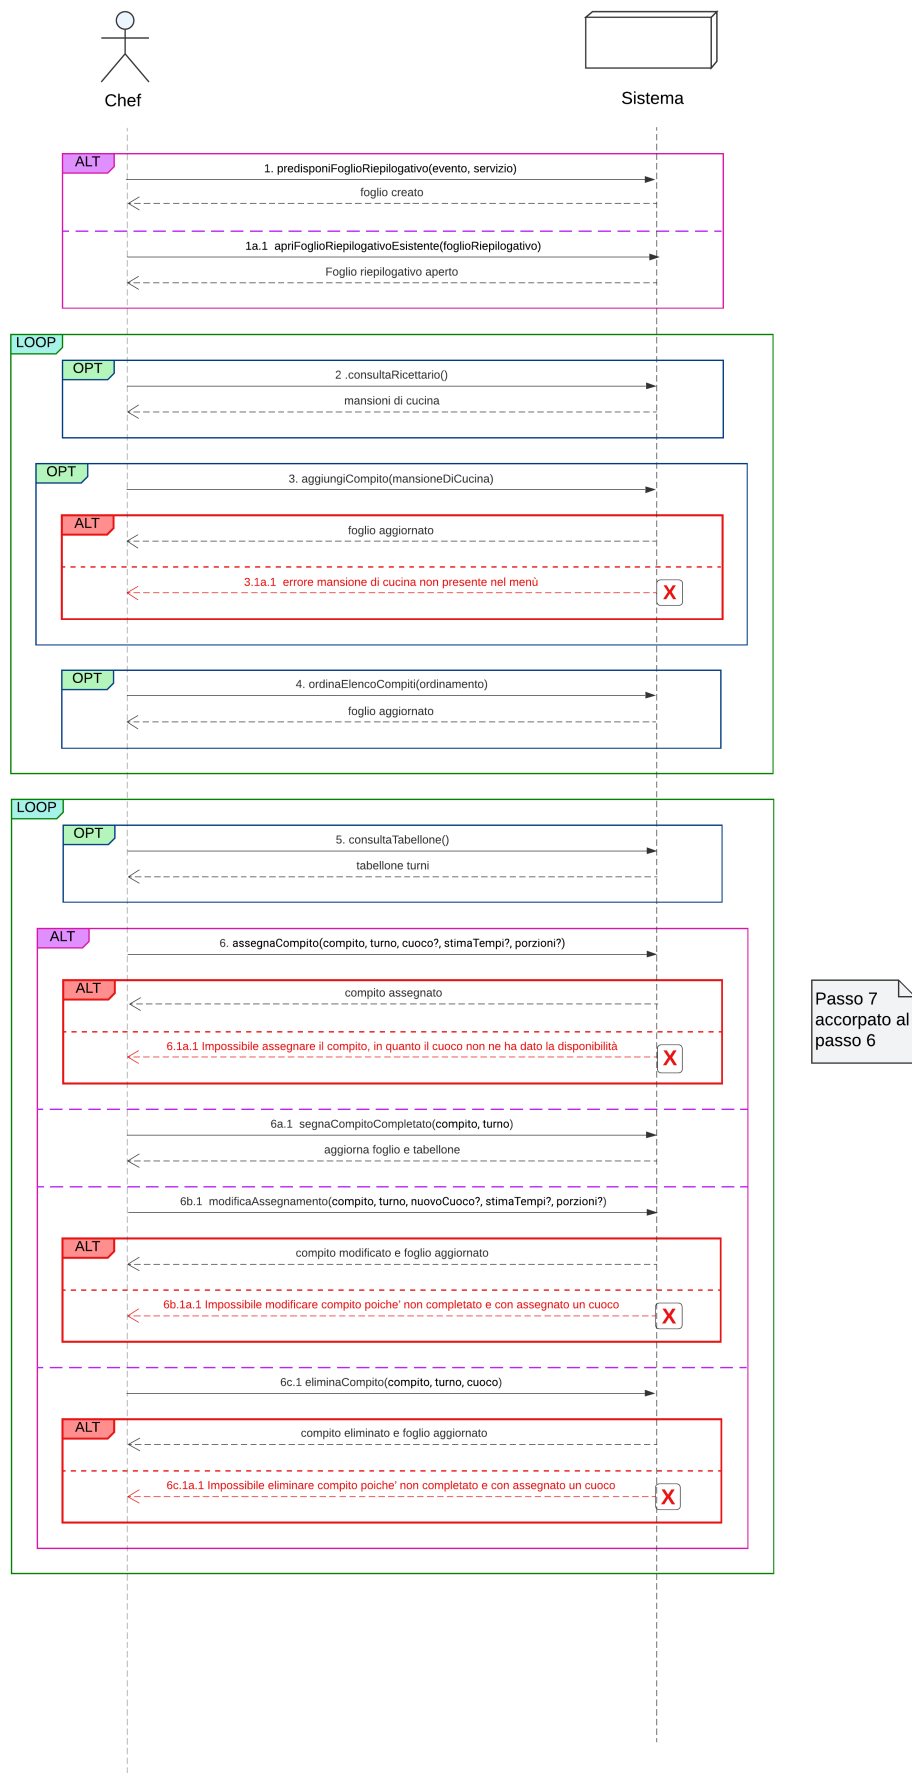 Chef
Sistema
ALT
1. predisponiFoglioRiepilogativo(evento, servizio)
foglio creato
1a.1 apriFoglioRiepilogativoEsistente(foglioRiepilogativo)
Foglio riepilogativo aperto
LOOP
OPT
2 .consultaRicettario()
mansioni di cucina
OPT
3. aggiungiCompito(mansioneDiCucina)
ALT
foglio aggiornato
3.1a.1 errore mansione di cucina non presente nel menù
X
OPT
4. ordinaElencoCompiti(ordinamento)
foglio aggiornato
LOOP
OPT
5. consultaTabellone()
tabellone turni
ALT
6. assegnaCompito(compito, turno, cuoco?, stimaTempi?, porzioni?)
ALT
compito assegnato
Passo 7
accorpato al
passo 6
6.1a.1 Impossibile assegnare il compito, in quanto il cuoco non ne ha dato la disponibilità
X
6a.1 segnaCompitoCompletato(compito, turno)
aggiorna foglio e tabellone
6b.1 modificaAssegnamento(compito, turno, nuovoCuoco?, stimaTempi?, porzioni?)
ALT
compito modificato e foglio aggiornato
6b.1a.1 Impossibile modificare compito poiche' non completato e con assegnato un cuoco
X
6c.1 eliminaCompito(compito, turno, cuoco)
ALT
compito eliminato e foglio aggiornato
6c.1a.1 Impossibile eliminare compito poiche' non completato e con assegnato un cuoco
X